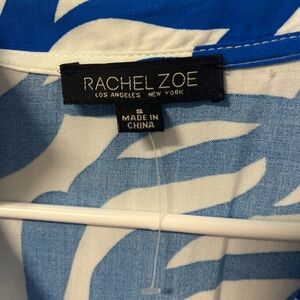 RACHEL ZOE
LOS ANGELES NEW YORK
S
MADE IN
CHINA